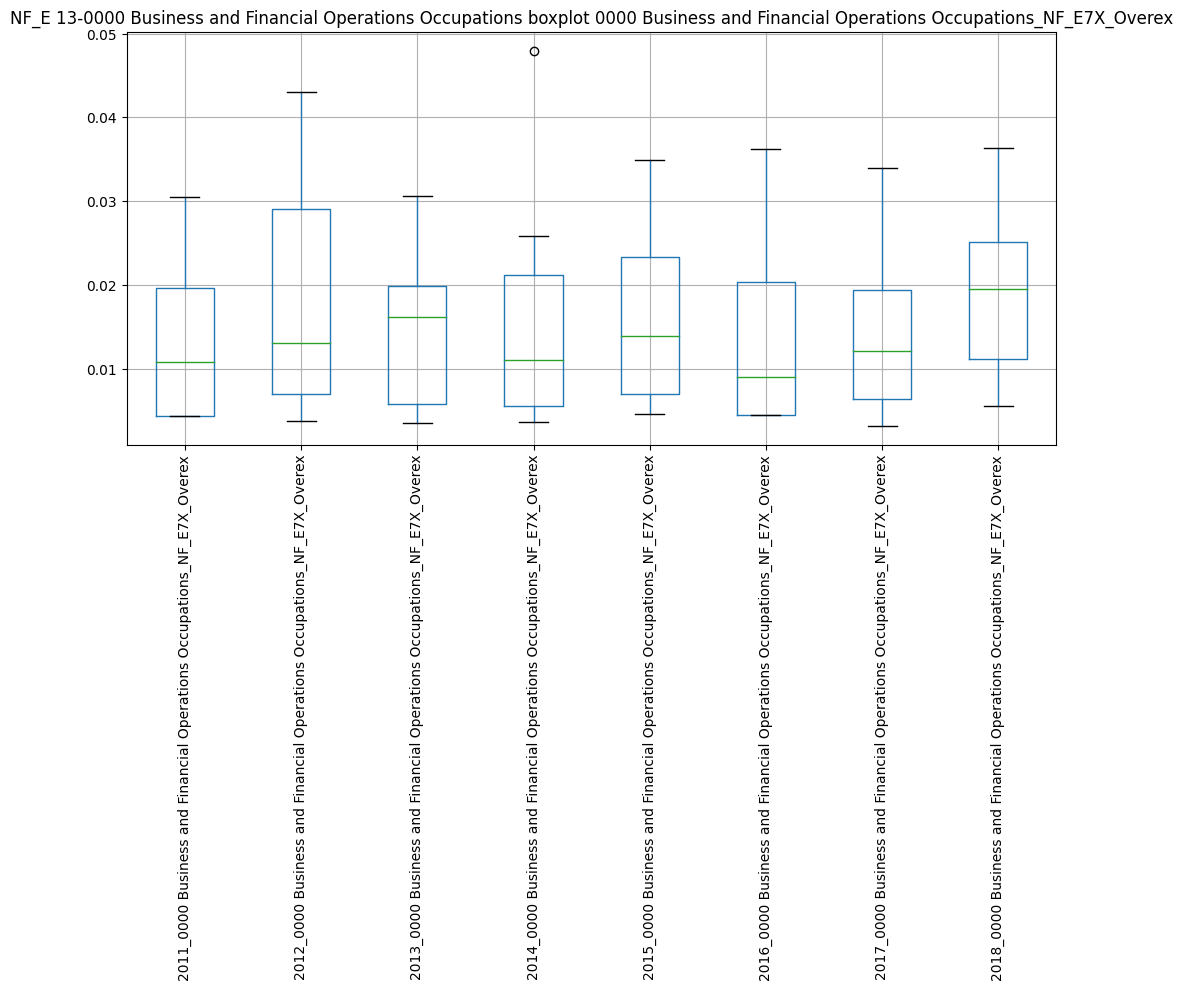 NF_E 13-0000 Business and Financial Operations Occupations boxplot 0000 Business and Financial Operations Occupations_NF_E7X_Overex
0.05
0.04
0.03
0.02
0.01
2011_0000 Business and Financial Operations Occupations_NF_E7X_Overex
2012_0000 Business and Financial Operations Occupations_NF_E7X_Overex
2013_0000 Business and Financial Operations Occupations_NF_E7X_Overex
2014_0000 Business and Financial Operations Occupations_NF_E7X_Overex
2015_0000 Business and Financial Operations Occupations_NF_E7X_Overex
2016_0000 Business and Financial Operations Occupations_NF_E7X_Overex
2017_0000 Business and Financial Operations Occupations_NF_E7X_Overex
2018_0000 Business and Financial Operations Occupations_NF_E7X_Overex